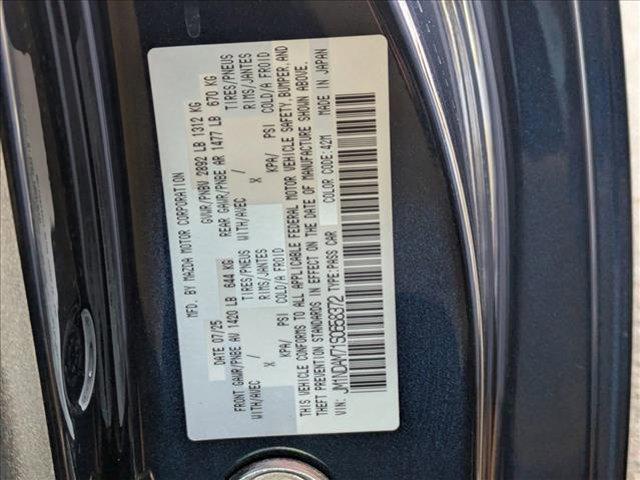 MFD. BY MAZDA MOTOR CORPORATION
DATE 07/25 GVWR/PNBV 2892 LB 1312 KG
FRONT GAWR/PNBE AV 1420 LB 644 KG REAR GAWR/PNBE AR 1477 LB 670 KG
WITH/AVEC / TIRES/PNEUS WITH/AVEC / TIRES/PNEUS
X RIMS/JANTES X RIMS/JANTES
KPA/ PSI COLD/A FROID KPA/ PSI COLD/A FROID
THIS VEHICLE CONFORMS TO ALL APPLICABLE FEDERAL MOTOR VEHICLE SAFETY, BUMPER, AND
THEFT PREVENTION STANDARDS IN EFFECT ON THE DATE OF MANUFACTURE SHOWN ABOVE.
VIN: TYPE:PASS CAR COLOR CODE:42M MADE IN JAPAN